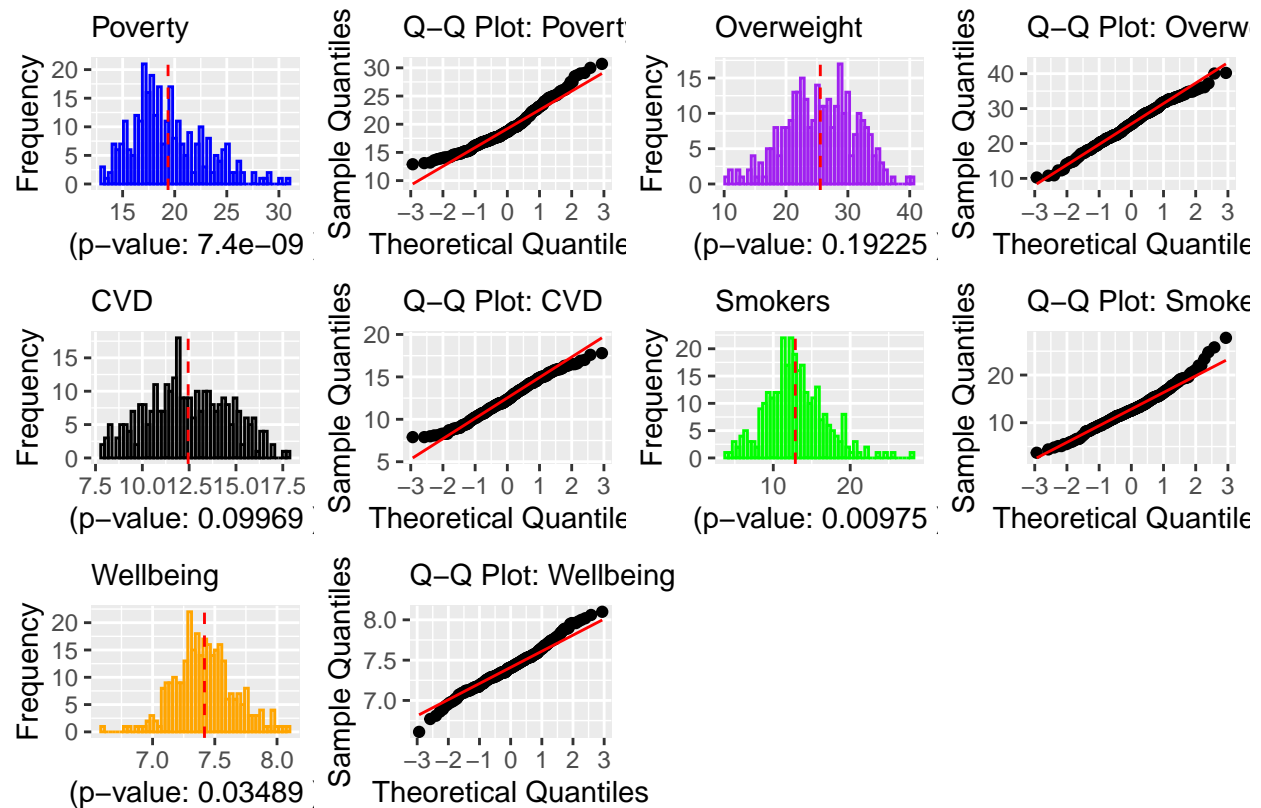 Poverty
Frequency
20
15
10
5
0
15 20 25 30
(p−value: 7.4e−09 )
Q−Q Plot: Poverty
Sample Quantiles
30
25
20
15
10
−3 −2 −1 0 1 2 3
Theoretical Quantile
Overweight
Frequency
15
10
5
0
10 20 30 40
(p−value: 0.19225 )
Q−Q Plot: Overw
Sample Quantiles
40
30
20
10
−3 −2 −1 0 1 2 3
Theoretical Quantile
CVD
Frequency
15
10
5
0
7.5 10.0 12.5 15.0 17.5
(p−value: 0.09969 )
Q−Q Plot: CVD
Sample Quantiles
20
15
10
5
−3 −2 −1 0 1 2 3
Theoretical Quantile
Smokers
Frequency
20
15
10
5
0
10 20
(p−value: 0.00975 )
Q−Q Plot: Smoke
Sample Quantiles
20
10
−3 −2 −1 0 1 2 3
Theoretical Quantile
Wellbeing
Frequency
20
15
10
5
0
7.0 7.5 8.0
(p−value: 0.03489 )
Q−Q Plot: Wellbeing
Sample Quantiles
8.0
7.5
7.0
−3 −2 −1 0 1 2 3
Theoretical Quantiles